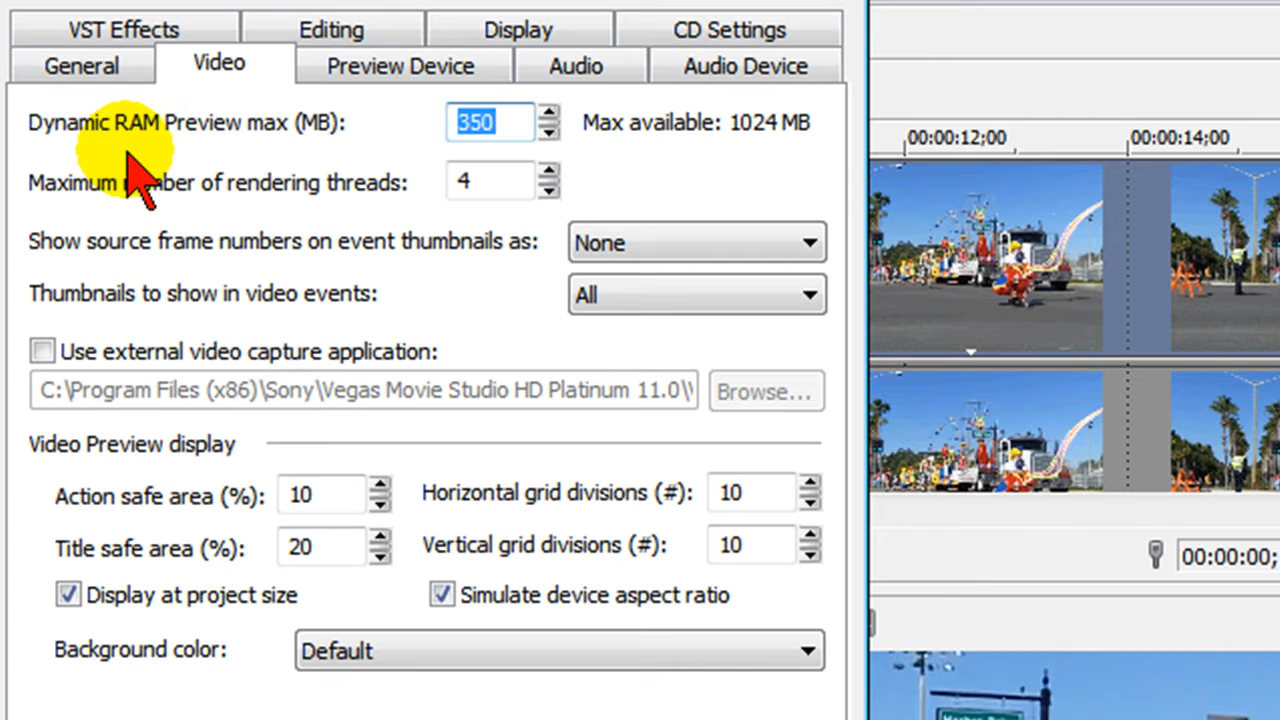 VST Effects Editing Display CD Settings
General Video Preview Device Audio Audio Device
Dynamic RAM Preview max (MB): 350 Max available: 1024 MB
Maximum number of rendering threads: 4
Show source frame numbers on event thumbnails as: None
Thumbnails to show in video events: All
Use external video capture application:
C:\Program Files (x86)\Sony\Vegas Movie Studio HD Platinum 11.0\ Browse...
Video Preview display
Action safe area (%): 10 Horizontal grid divisions (#): 10
Title safe area (%): 20 Vertical grid divisions (#): 10
Display at project size Simulate device aspect ratio
Background color: Default
00:00:12;00 00:00:14;00
00:00:00;